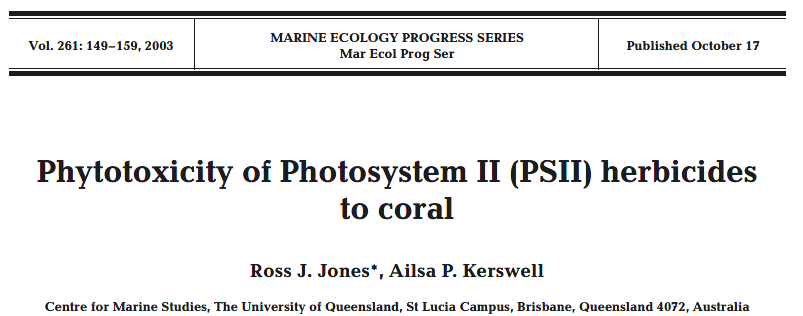 Vol. 261: 149–159, 2003
MARINE ECOLOGY PROGRESS SERIES
Mar Ecol Prog Ser
Published October 17
Phytotoxicity of Photosystem II (PSII) herbicides
to coral
Ross J. Jones*, Ailsa P. Kerswell
Centre for Marine Studies, The University of Queensland, St Lucia Campus, Brisbane, Queensland 4072, Australia